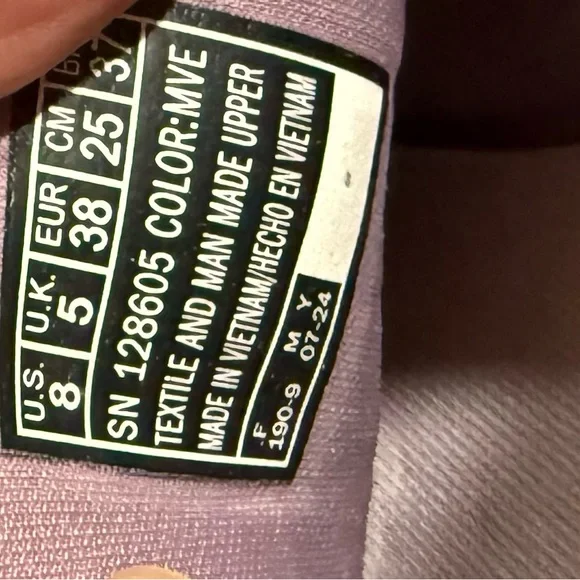 U.S. U.K. EUR CM
8 5 38 25
SN 128605 COLOR:MVE
TEXTILE AND MAN MADE UPPER
MADE IN VIETNAM/HECHO EN VIETNAM
F M Y
190-9 07-24